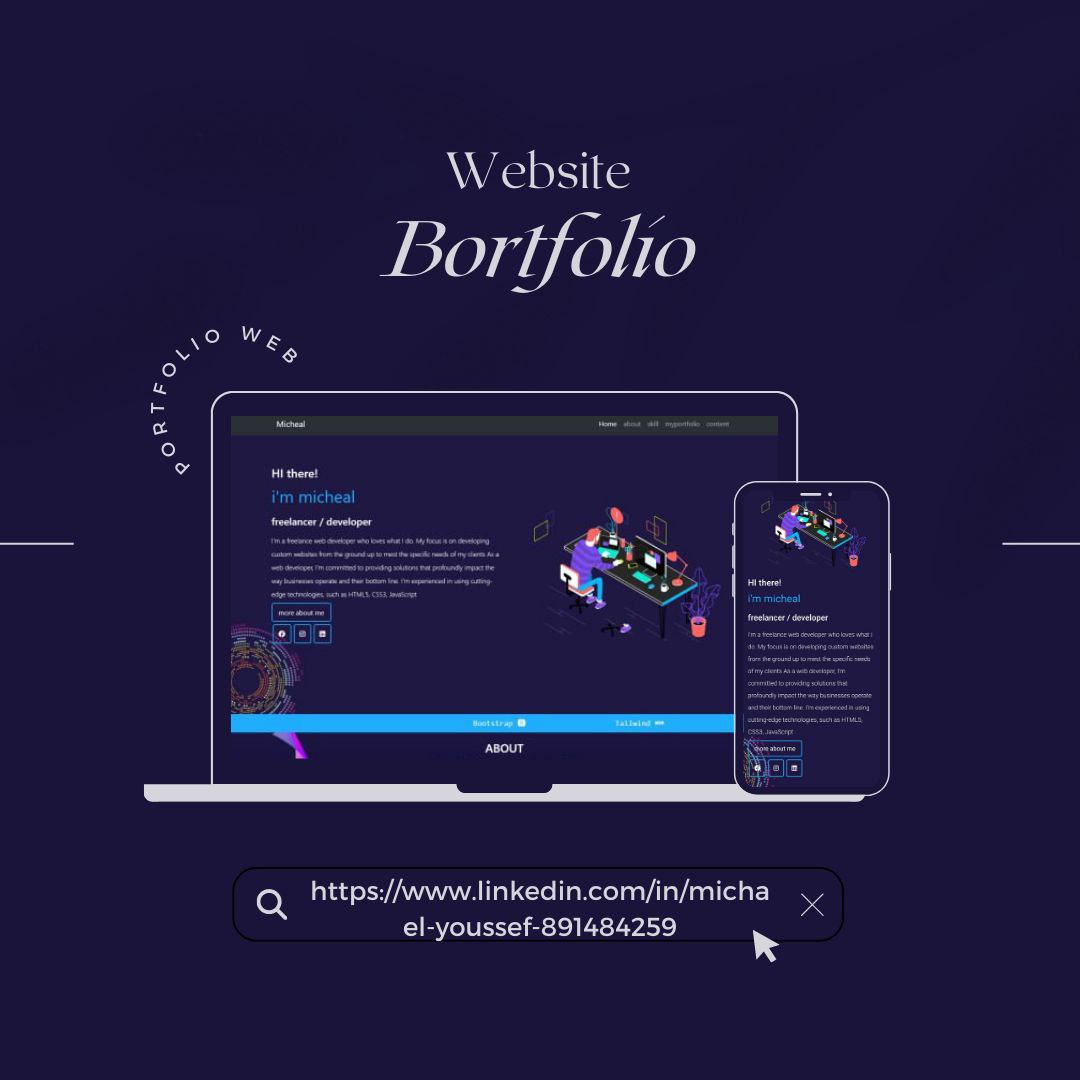 Website
Bortfolio
PORTFOLIO WEB
Micheal
Home about skill myportfolio content
HI there!
i'm micheal
freelancer / developer
I'm a freelance web developer who loves what I do. My focus is on developing
custom websites from the ground up to meet the specific needs of my clients As a
web developer, I'm committed to providing solutions that profoundly impact the
way businesses operate and their bottom line. I'm experienced in using cutting-
edge technologies, such as HTML5, CSS3, JavaScript
more about me
Bootstrap
Tailwind
ABOUT
HI there!
i'm micheal
freelancer / developer
I'm a freelance web developer who loves what I
do. My focus is on developing custom websites
from the ground up to meet the specific needs
of my clients As a web developer, I'm
committed to providing solutions that
profoundly impact the way businesses operate
and their bottom line. I'm experienced in using
cutting-edge technologies, such as HTML5,
CSS3, JavaScript
more about me
https://www.linkedin.com/in/micha
el-youssef-891484259